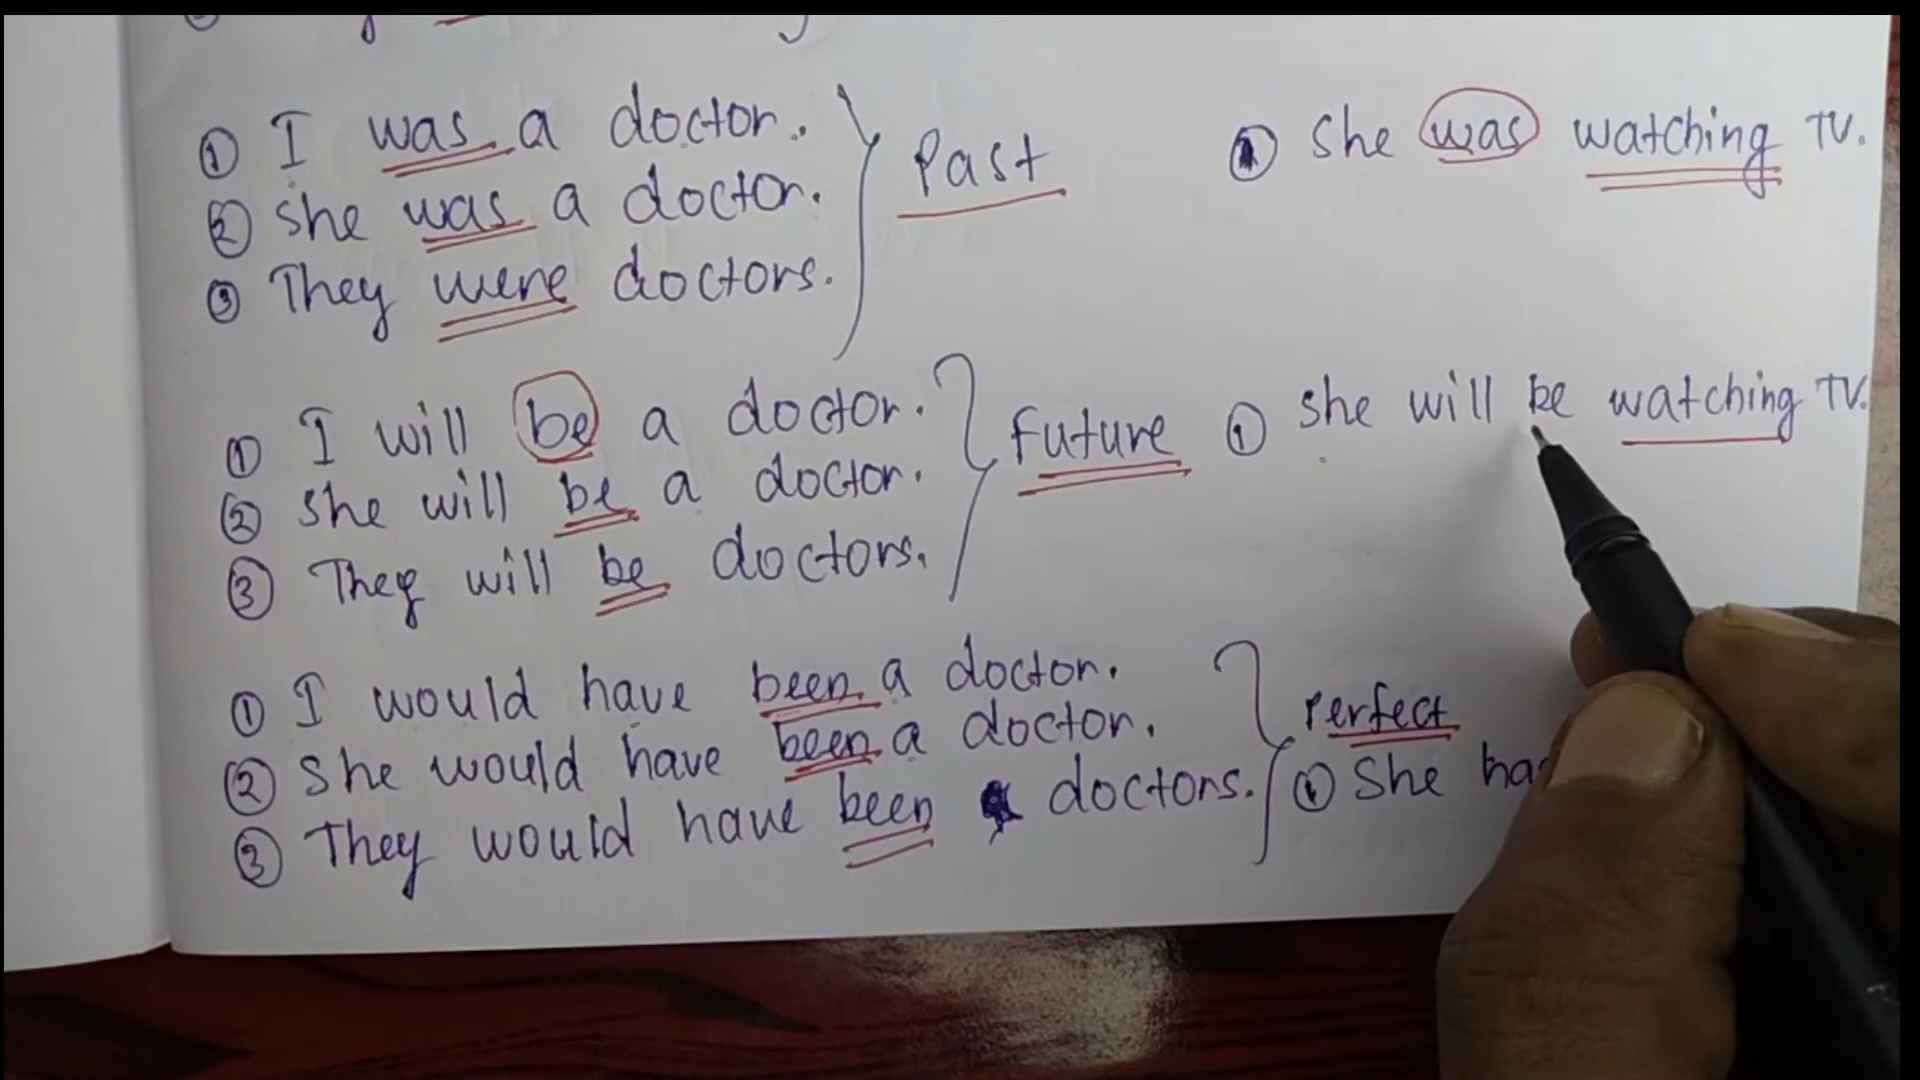 ① I was a doctor.
② She was a doctor.
③ They were doctors.
Past
① She was watching TV.
① I will be a doctor.
② She will be a doctor.
③ They will be doctors.
Future
① She will be watching TV.
① I would have been a doctor.
② She would have been a doctor.
③ They would have been doctors.
Perfect
① She